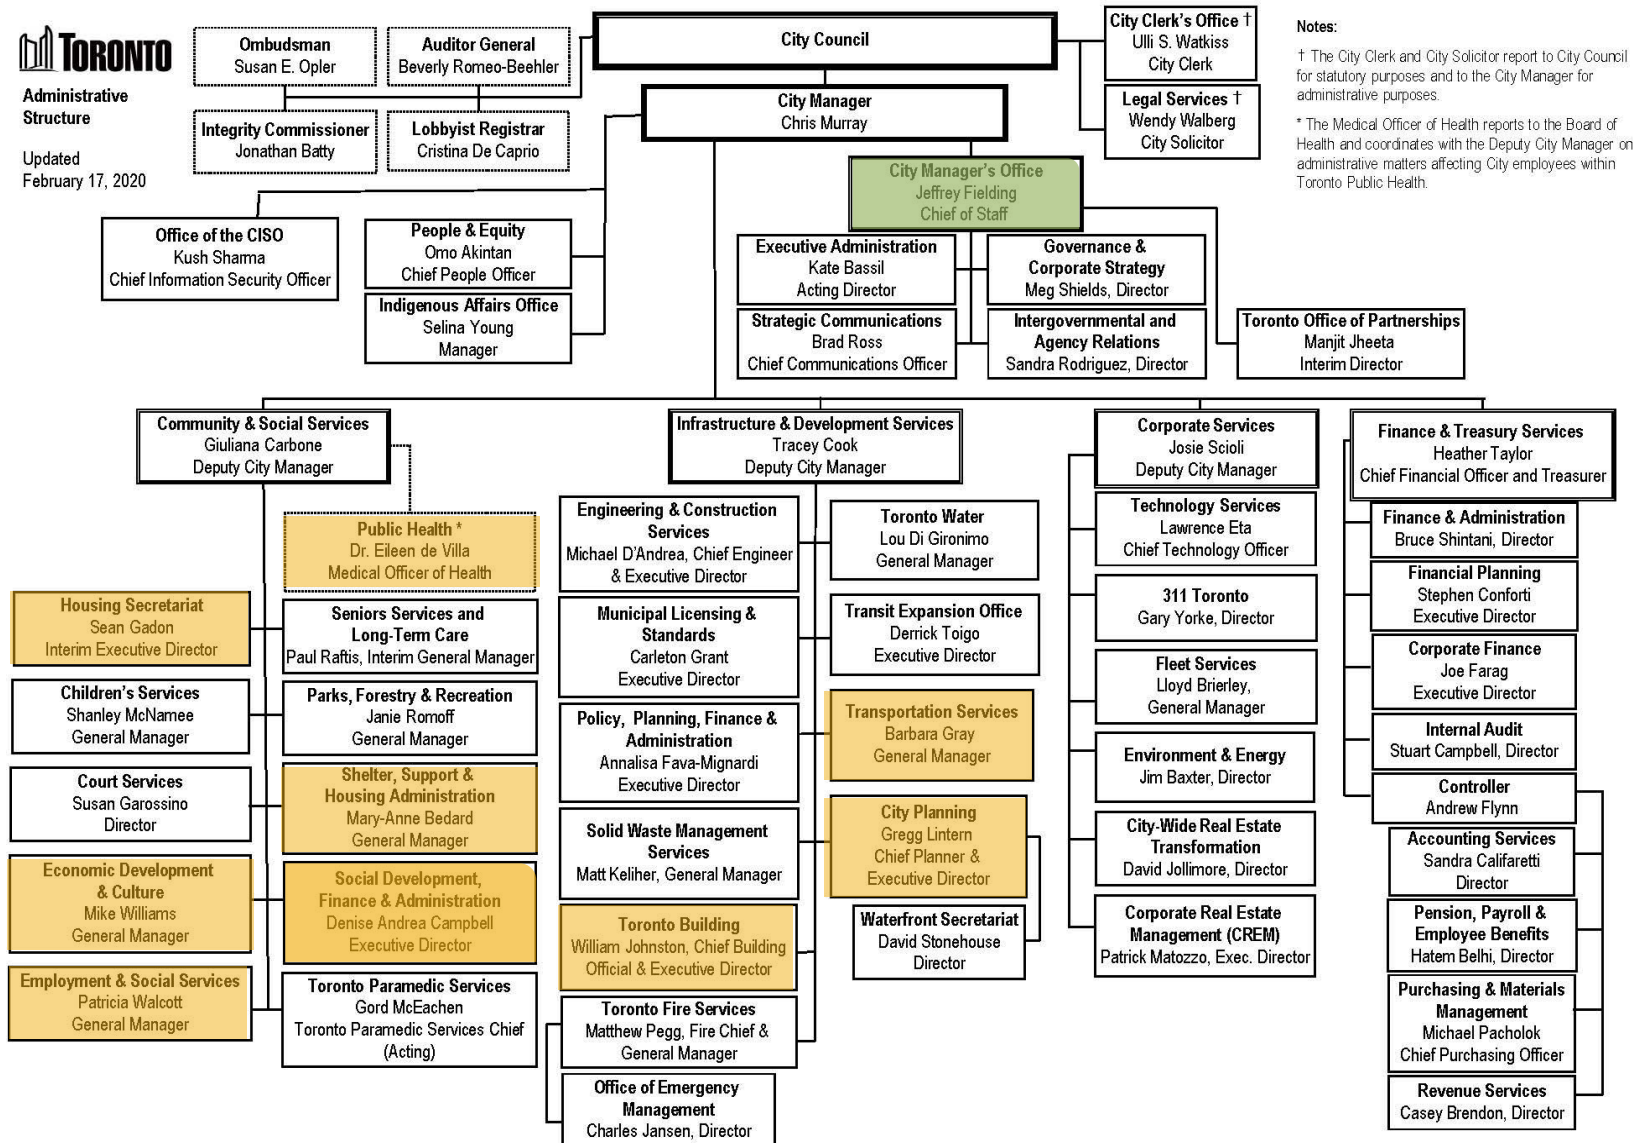 TORONTO
Administrative
Structure
Updated
February 17, 2020
Ombudsman
Susan E. Opler
Auditor General
Beverly Romeo-Beehler
Integrity Commissioner
Jonathan Batty
Lobbyist Registrar
Cristina De Caprio
City Council
City Manager
Chris Murray
City Clerk's Office †
Ulli S. Watkiss
City Clerk
Legal Services †
Wendy Walberg
City Solicitor
Notes:
† The City Clerk and City Solicitor report to City Council
for statutory purposes and to the City Manager for
administrative purposes.
* The Medical Officer of Health reports to the Board of
Health and coordinates with the Deputy City Manager on
administrative matters affecting City employees within
Toronto Public Health.
City Manager's Office
Jeffrey Fielding
Chief of Staff
Office of the CISO
Kush Sharma
Chief Information Security Officer
People & Equity
Omo Akintan
Chief People Officer
Indigenous Affairs Office
Selina Young
Manager
Executive Administration
Kate Bassil
Acting Director
Governance &
Corporate Strategy
Meg Shields, Director
Strategic Communications
Brad Ross
Chief Communications Officer
Intergovernmental and
Agency Relations
Sandra Rodriguez, Director
Toronto Office of Partnerships
Manjit Jheeta
Interim Director
Community & Social Services
Giuliana Carbone
Deputy City Manager
Public Health *
Dr. Eileen de Villa
Medical Officer of Health
Housing Secretariat
Sean Gadon
Interim Executive Director
Seniors Services and
Long-Term Care
Paul Raftis, Interim General Manager
Children's Services
Shanley McNamee
General Manager
Parks, Forestry & Recreation
Janie Romoff
General Manager
Court Services
Susan Garossino
Director
Shelter, Support &
Housing Administration
Mary-Anne Bedard
General Manager
Economic Development
& Culture
Mike Williams
General Manager
Social Development,
Finance & Administration
Denise Andrea Campbell
Executive Director
Employment & Social Services
Patricia Walcott
General Manager
Toronto Paramedic Services
Gord McEachen
Toronto Paramedic Services Chief
(Acting)
Infrastructure & Development Services
Tracey Cook
Deputy City Manager
Engineering & Construction
Services
Michael D'Andrea, Chief Engineer
& Executive Director
Toronto Water
Lou Di Gironimo
General Manager
Municipal Licensing &
Standards
Carleton Grant
Executive Director
Transit Expansion Office
Derrick Toigo
Executive Director
Policy, Planning, Finance &
Administration
Annalisa Fava-Mignardi
Executive Director
Transportation Services
Barbara Gray
General Manager
Solid Waste Management
Services
Matt Keliher, General Manager
City Planning
Gregg Lintern
Chief Planner &
Executive Director
Toronto Building
William Johnston, Chief Building
Official & Executive Director
Waterfront Secretariat
David Stonehouse
Director
Toronto Fire Services
Matthew Pegg, Fire Chief &
General Manager
Office of Emergency
Management
Charles Jansen, Director
Corporate Services
Josie Scioli
Deputy City Manager
Technology Services
Lawrence Eta
Chief Technology Officer
311 Toronto
Gary Yorke, Director
Fleet Services
Lloyd Brierley,
General Manager
Environment & Energy
Jim Baxter, Director
City-Wide Real Estate
Transformation
David Jollimore, Director
Corporate Real Estate
Management (CREM)
Patrick Matozzo, Exec. Director
Finance & Treasury Services
Heather Taylor
Chief Financial Officer and Treasurer
Finance & Administration
Bruce Shintani, Director
Financial Planning
Stephen Conforti
Executive Director
Corporate Finance
Joe Farag
Executive Director
Internal Audit
Stuart Campbell, Director
Controller
Andrew Flynn
Accounting Services
Sandra Califaretti
Director
Pension, Payroll &
Employee Benefits
Hatem Belhi, Director
Purchasing & Materials
Management
Michael Pacholok
Chief Purchasing Officer
Revenue Services
Casey Brendon, Director